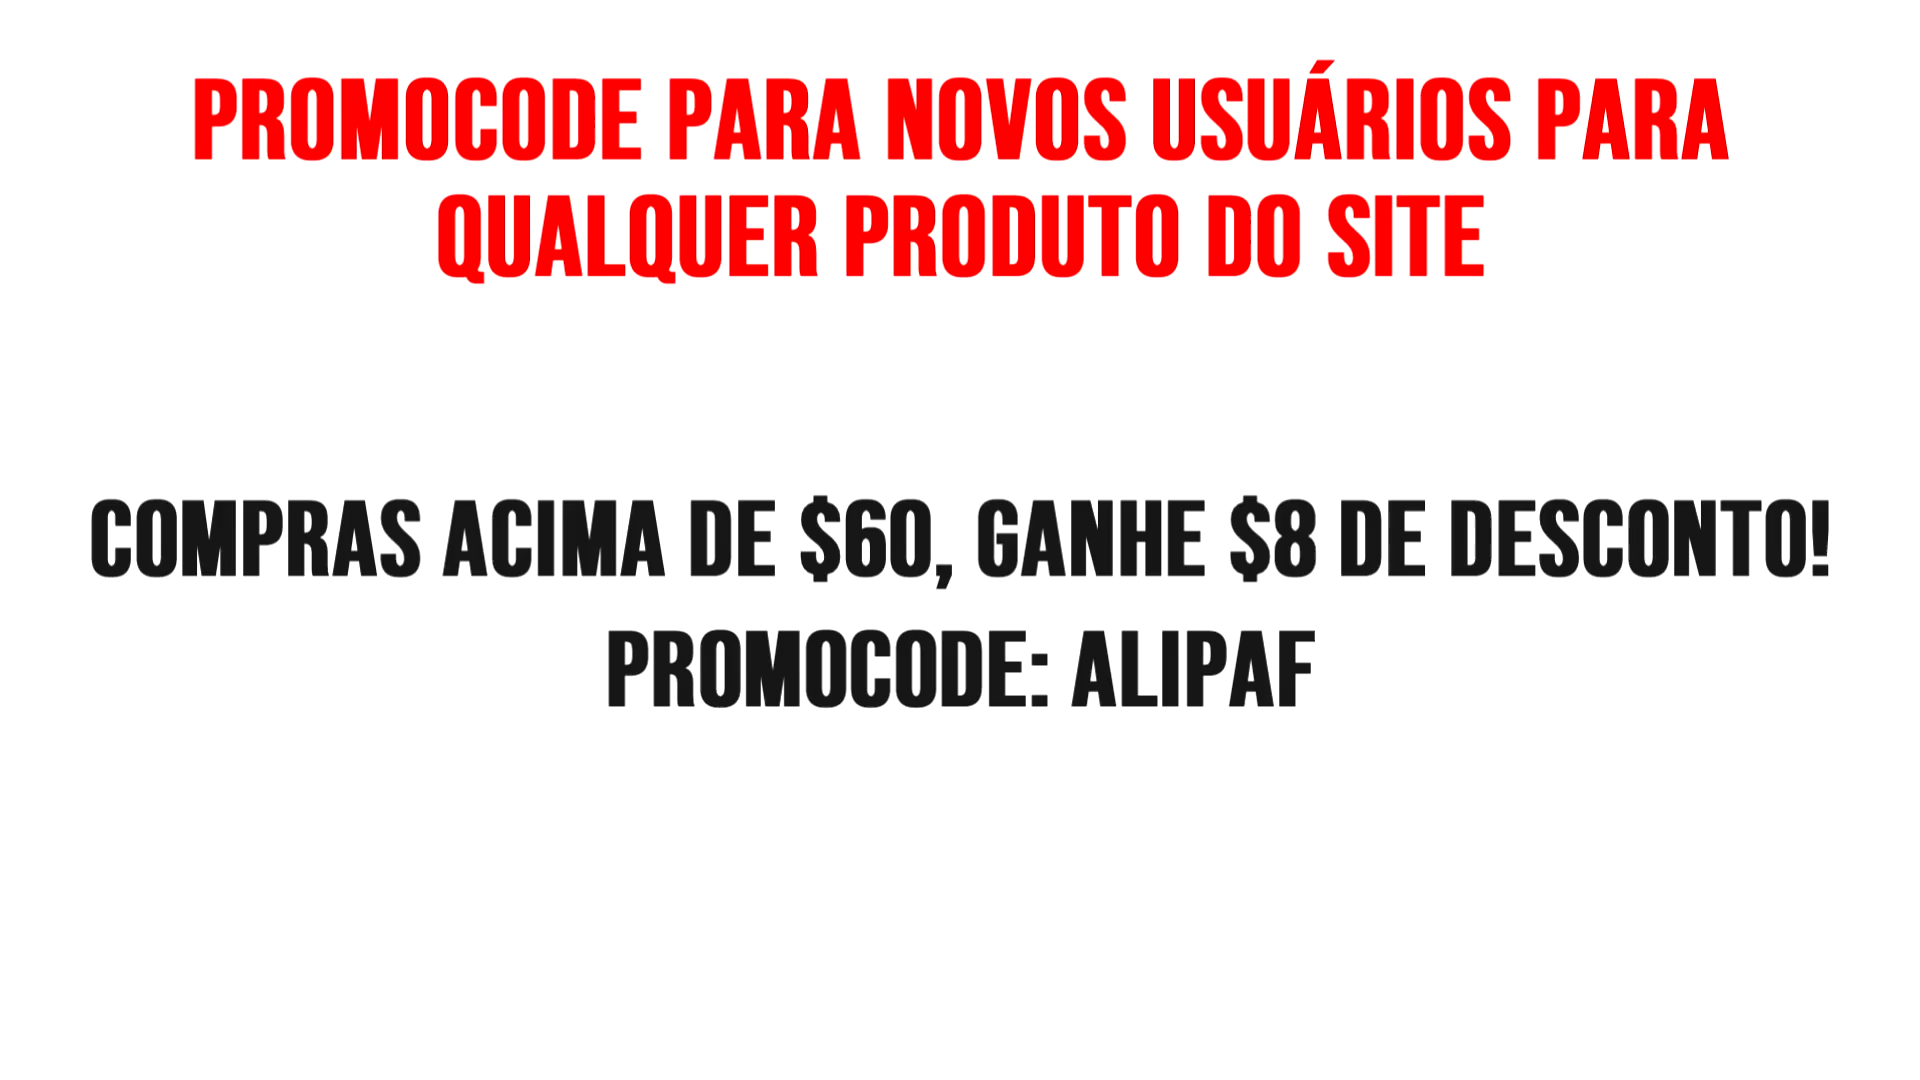 PROMOCODE PARA NOVOS USUÁRIOS PARA
QUALQUER PRODUTO DO SITE
COMPRAS ACIMA DE $60, GANHE $8 DE DESCONTO!
PROMOCODE: ALIPAF